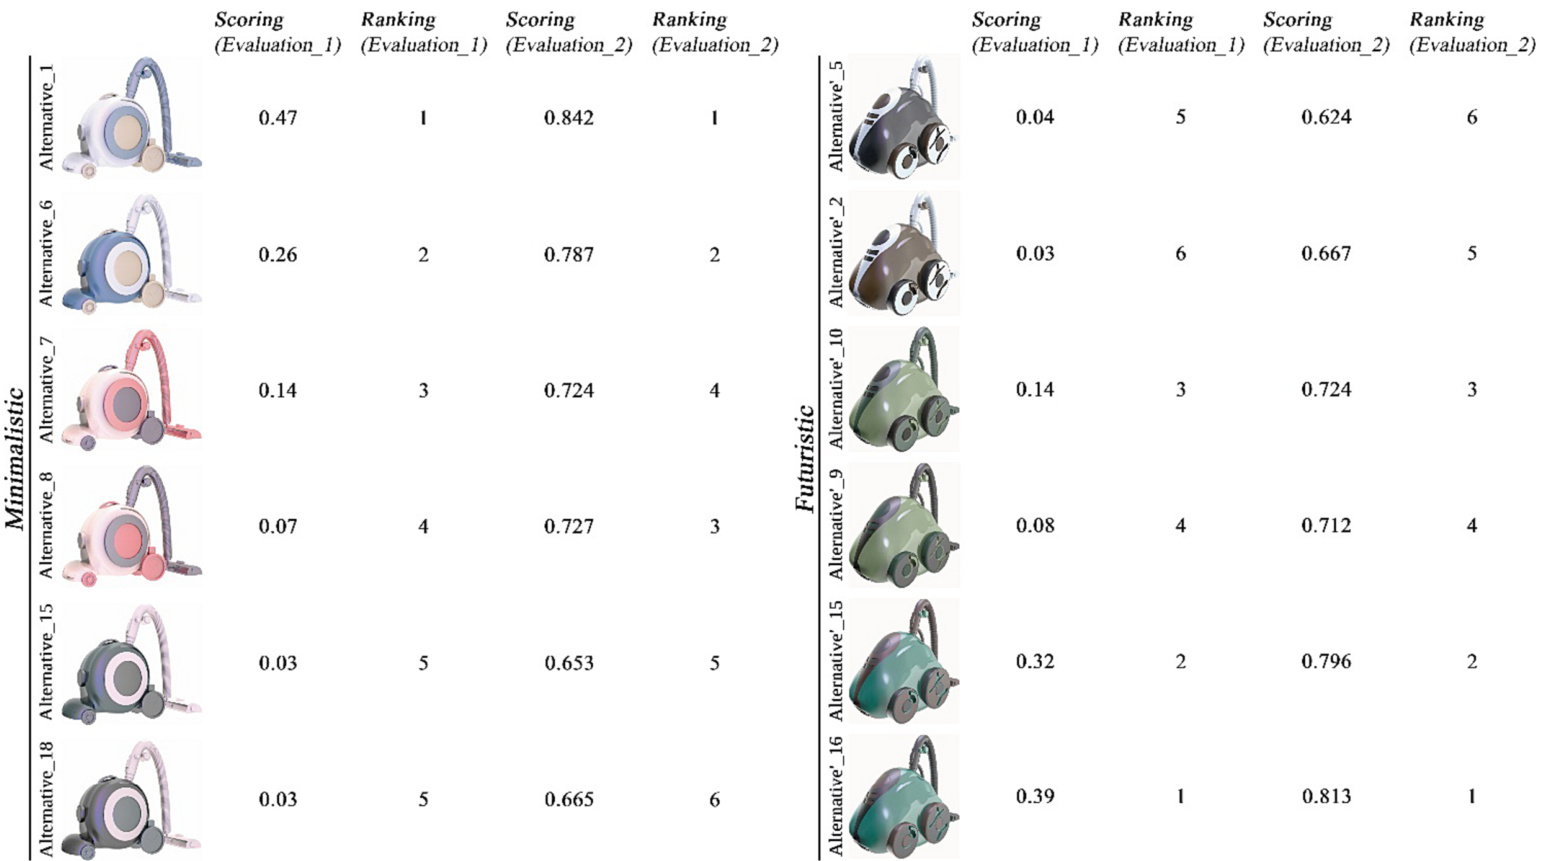 Scoring Ranking Scoring Ranking
(Evaluation_1) (Evaluation_1) (Evaluation_2) (Evaluation_2)
Minimalistic
Alternative_1 0.47 1 0.842 1
Alternative_6 0.26 2 0.787 2
Alternative_7 0.14 3 0.724 4
Alternative_8 0.07 4 0.727 3
Alternative_15 0.03 5 0.653 5
Alternative_18 0.03 5 0.665 6
Scoring Ranking Scoring Ranking
(Evaluation_1) (Evaluation_1) (Evaluation_2) (Evaluation_2)
Futuristic
Alternative'_5 0.04 5 0.624 6
Alternative'_2 0.03 6 0.667 5
Alternative'_10 0.14 3 0.724 3
Alternative'_9 0.08 4 0.712 4
Alternative'_15 0.32 2 0.796 2
Alternative'_16 0.39 1 0.813 1